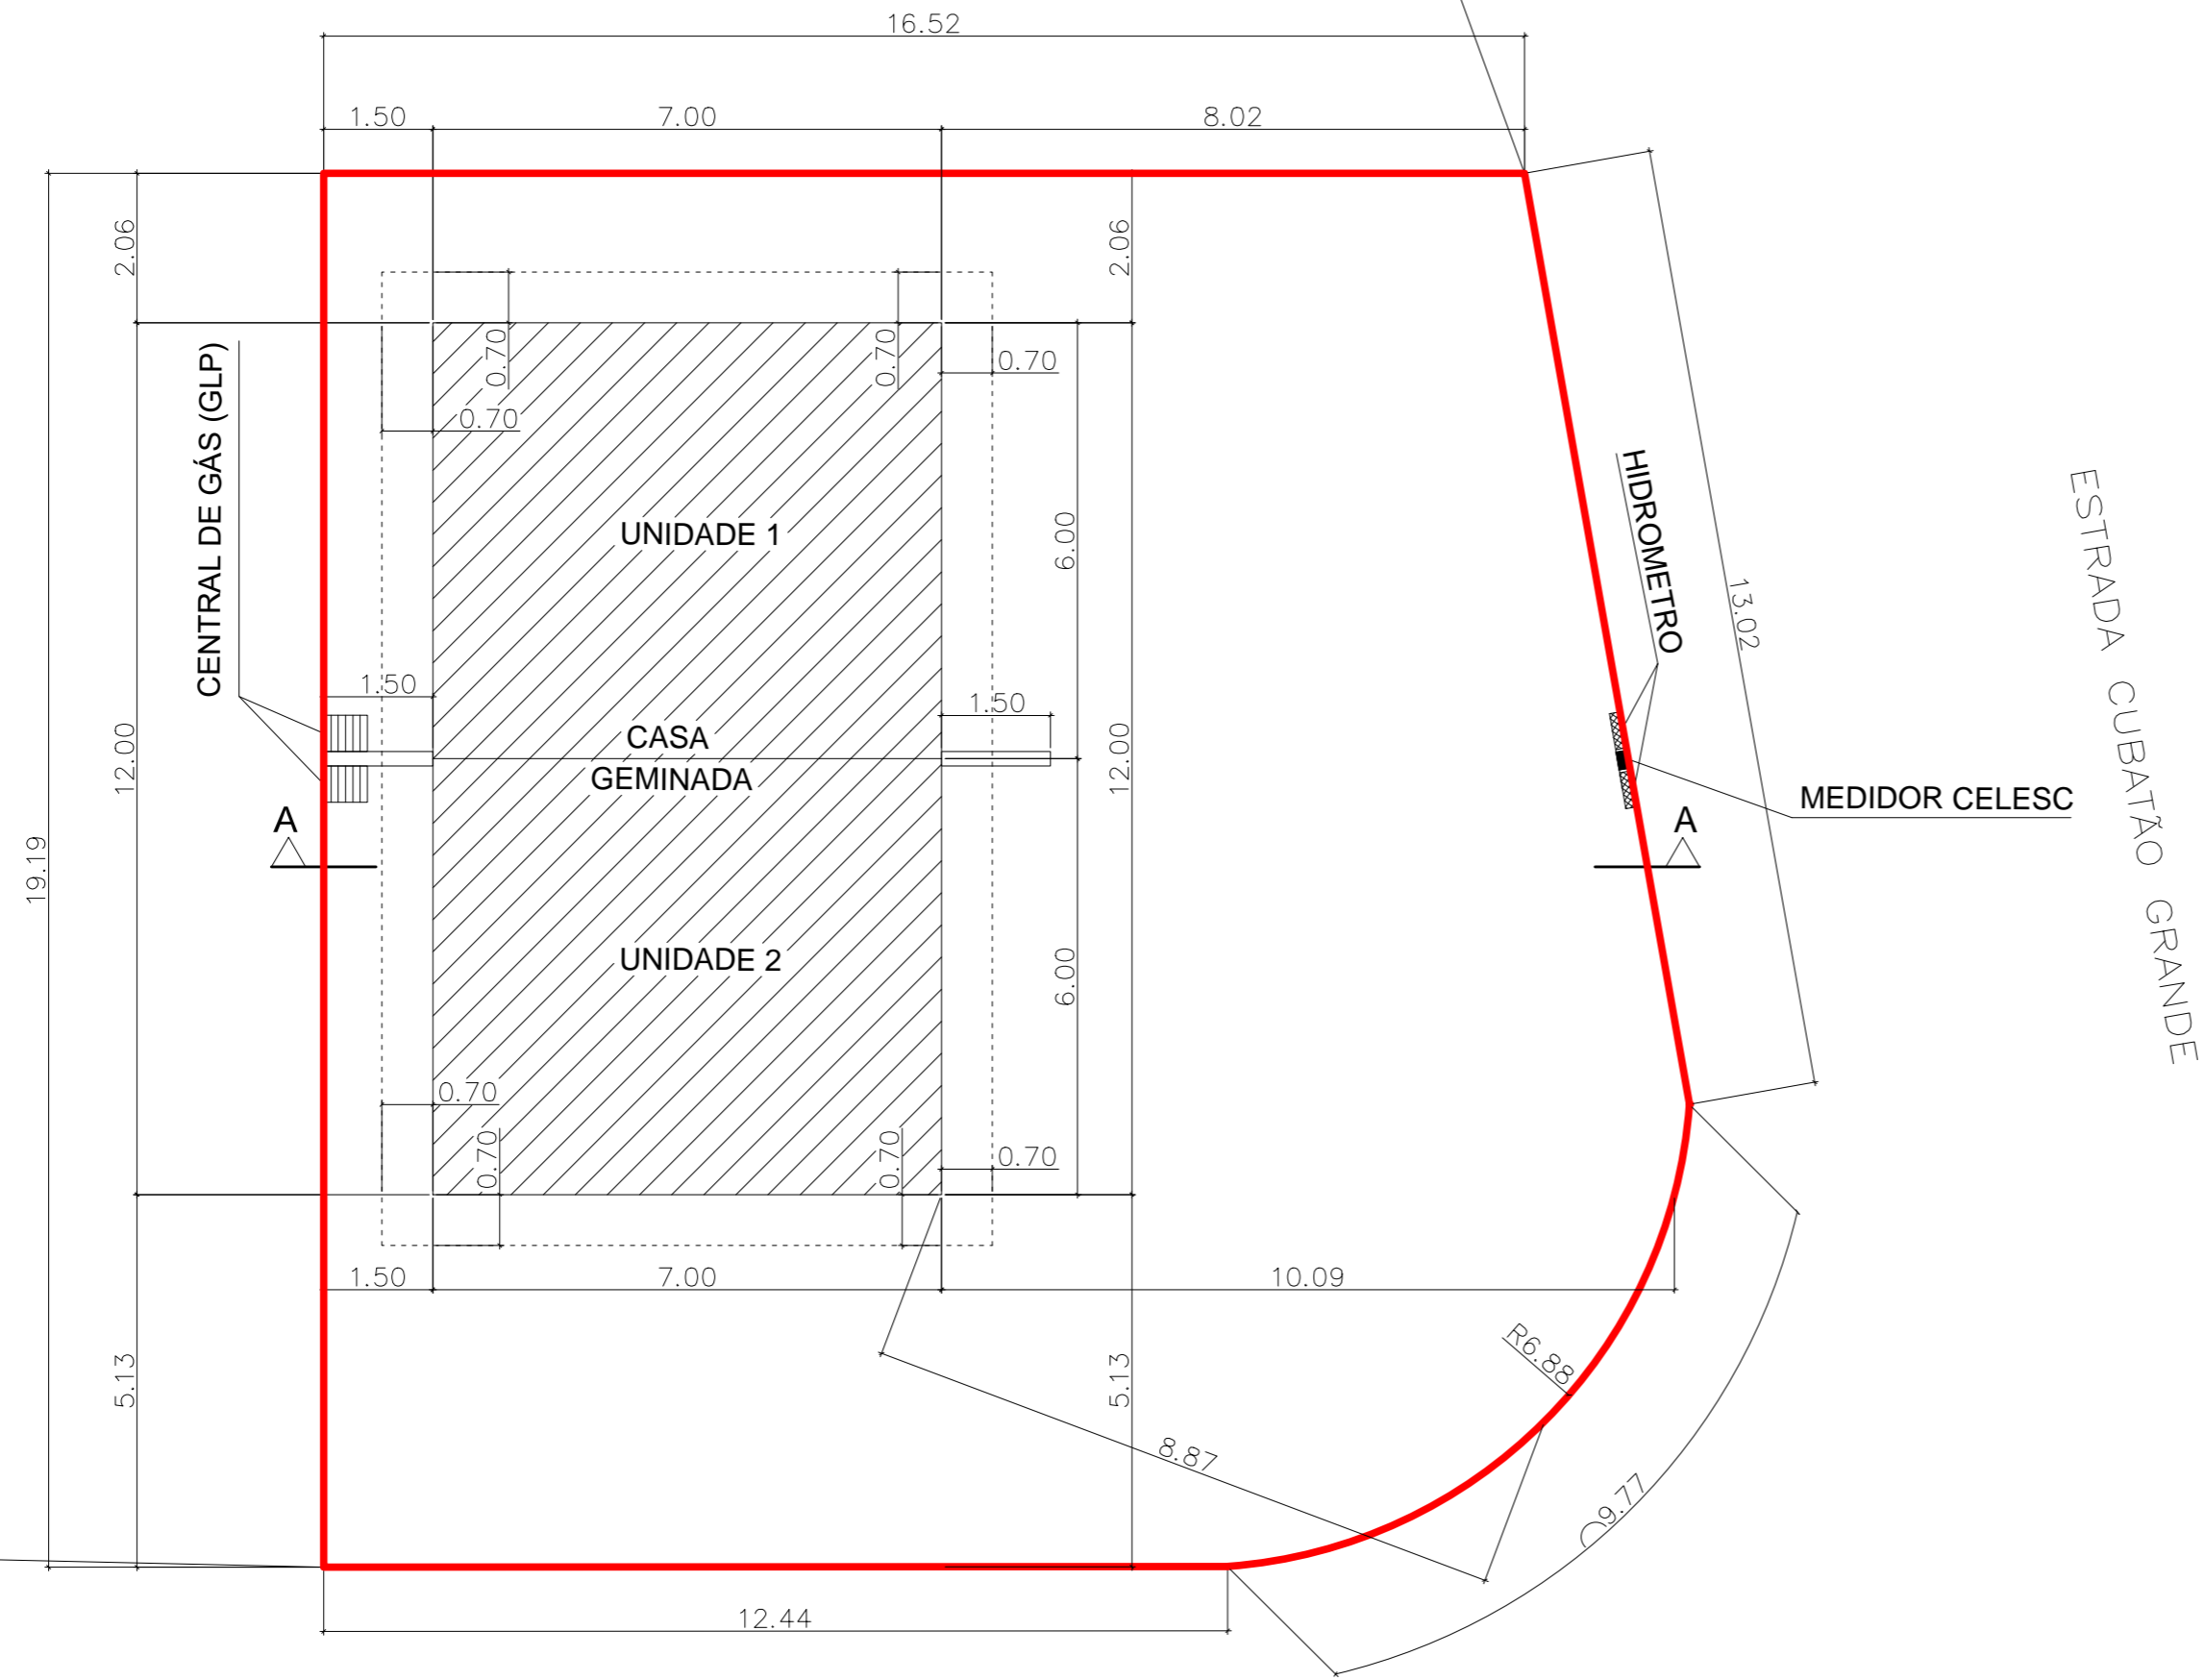 16.52
1.50
7.00
8.02
2.06
2.06
0.70
0.70
0.70
0.70
CENTRAL DE GÁS (GLP)
UNIDADE 1
6.00
HIDROMETRO
13.02
ESTRADA CUBATÃO GRANDE
1.50
1.50
CASA
GEMINADA
12.00
12.00
MEDIDOR CELESC
A
A
19.19
UNIDADE 2
6.00
0.70
0.70
0.70
0.70
1.50
7.00
10.09
5.13
5.13
R6.88
8.87
9.77
12.44